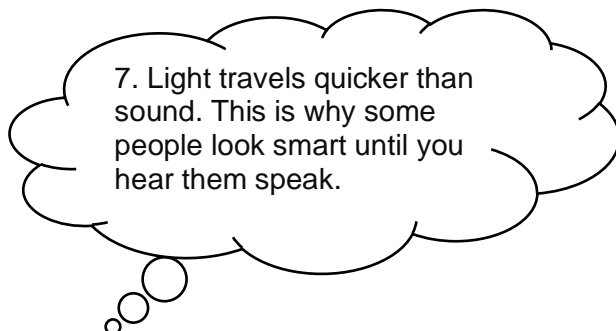 7. Light travels quicker than
sound. This is why some
people look smart until you
hear them speak.